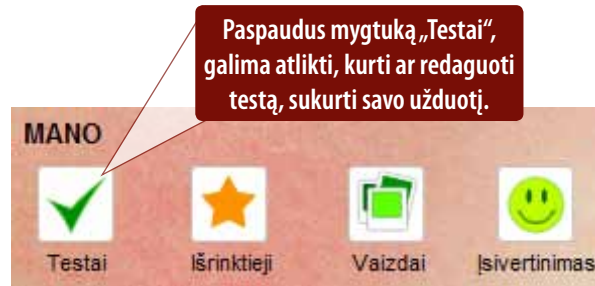 Paspaudus mygtuką „Testai“,
galima atlikti, kurti ar redaguoti
testą, sukurti savo užduotį.
MANO
Testai Išrinktieji Vaizdai Įsivertinimas